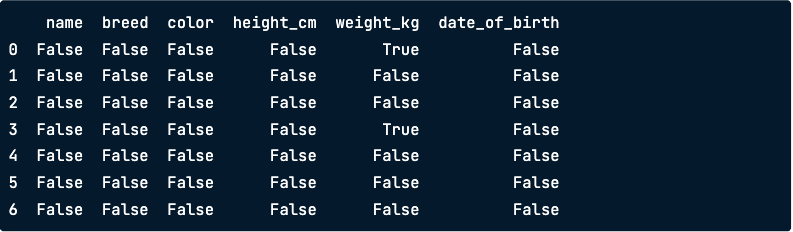 name breed color height_cm weight_kg date_of_birth
0 False False False False True False
1 False False False False False False
2 False False False False False False
3 False False False False True False
4 False False False False False False
5 False False False False False False
6 False False False False False False